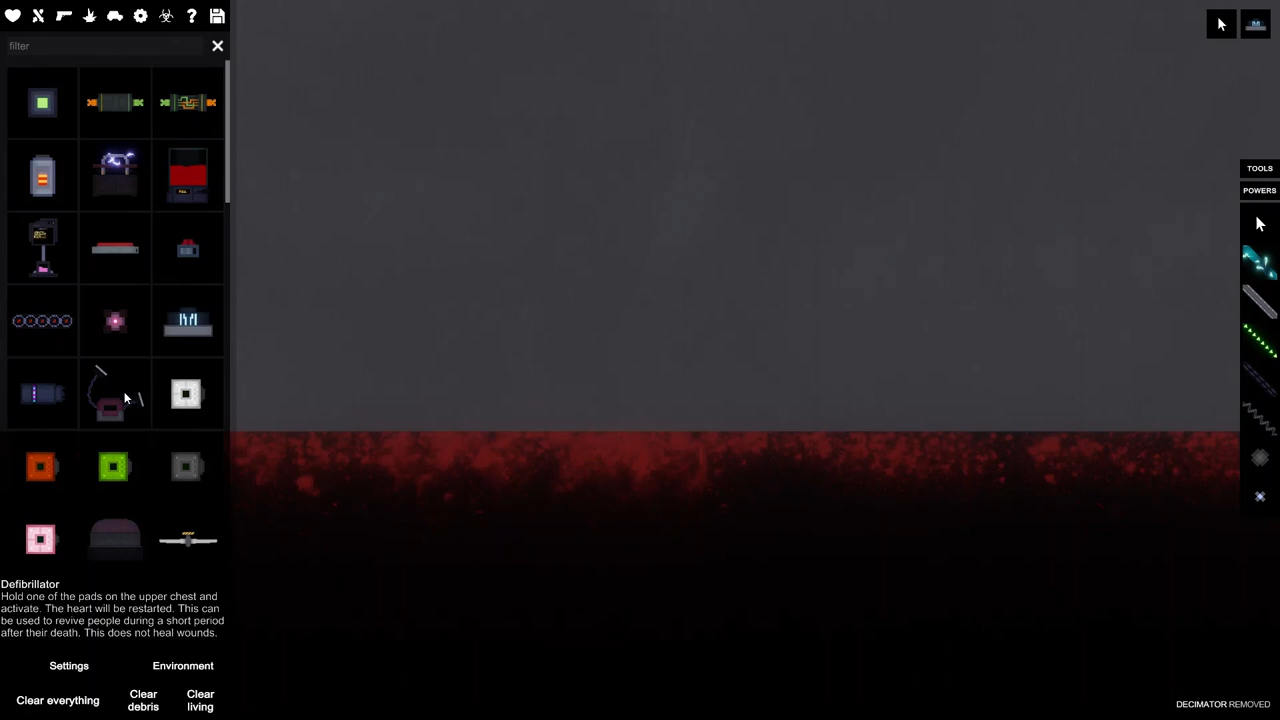 filter
TOOLS
POWERS
Defibrillator
Hold one of the pads on the upper chest and
activate. The heart will be restarted. This can
be used to revive people during a short period
after their death. This does not heal wounds.
Settings
Environment
Clear everything
Clear
debris
Clear
living
DECIMATOR REMOVED